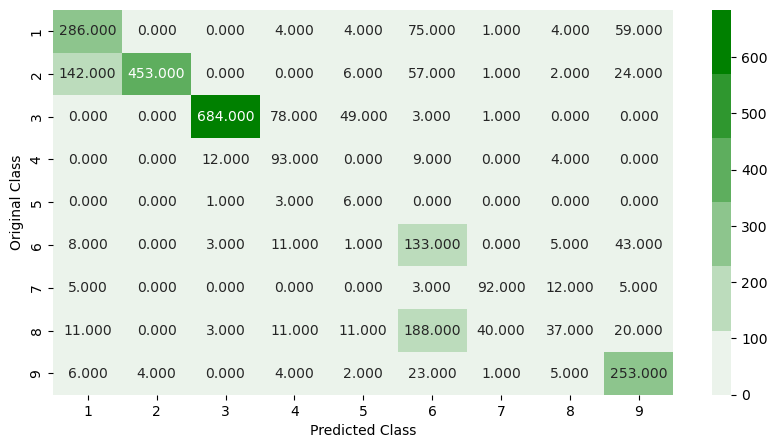 1 286.000 0.000 0.000 4.000 4.000 75.000 1.000 4.000 59.000
2 142.000 453.000 0.000 0.000 6.000 57.000 1.000 2.000 24.000
3 0.000 0.000 684.000 78.000 49.000 3.000 1.000 0.000 0.000
4 0.000 0.000 12.000 93.000 0.000 9.000 0.000 4.000 0.000
5 0.000 0.000 1.000 3.000 6.000 0.000 0.000 0.000 0.000
6 8.000 0.000 3.000 11.000 1.000 133.000 0.000 5.000 43.000
7 5.000 0.000 0.000 0.000 0.000 3.000 92.000 12.000 5.000
8 11.000 0.000 3.000 11.000 11.000 188.000 40.000 37.000 20.000
9 6.000 4.000 0.000 4.000 2.000 23.000 1.000 5.000 253.000
1 2 3 4 5 6 7 8 9
Predicted Class
Original Class
600
500
400
300
200
100
0